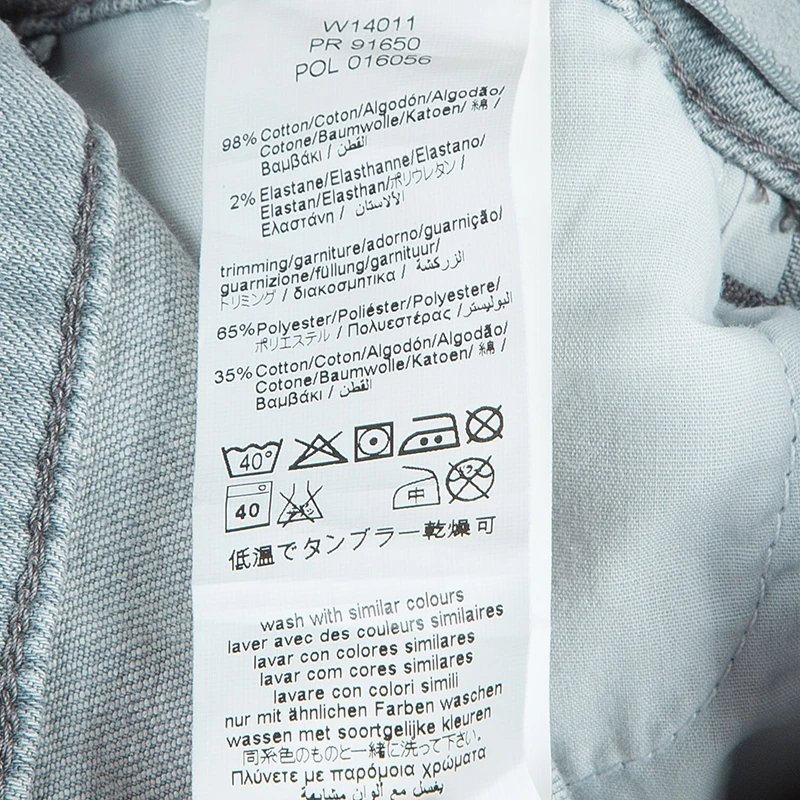 W14011
PR 91650
POL 016056
98% Cotton/Coton/Algodón/Algodão/
Cotone/Baumwolle/Katoen/ 綿 /
Βαμβάκι / القطن
2% Elastane/Elasthanne/Elastano/
Elastan/Elasthan/ポリウレタン /
Ελαστάνη / الألاستان
trimming/garniture/adorno/guarnição/
guarnizione/füllung/garnituur/
トリミング / διακοσμητικά / الزركشة
65% Polyester/Poliéster/Polyestere/
ポリエステル / Πολυεστέρας / البوليستر
35% Cotton/Coton/Algodón/Algodão/
Cotone/Baumwolle/Katoen/ 綿 /
Βαμβάκι / القطن
40°
40 中
低温でタンブラー乾燥可
wash with similar colours
laver avec des couleurs similaires
lavar con colores similares
lavar com cores similares
lavare con colori simili
nur mit ähnlichen Farben waschen
wassen met soortgelijke kleuren
同系色のものと一緒に洗って下さい。
Πλύνετε με παρόμοια χρώματα
يغسل مع ألوان مشابهة